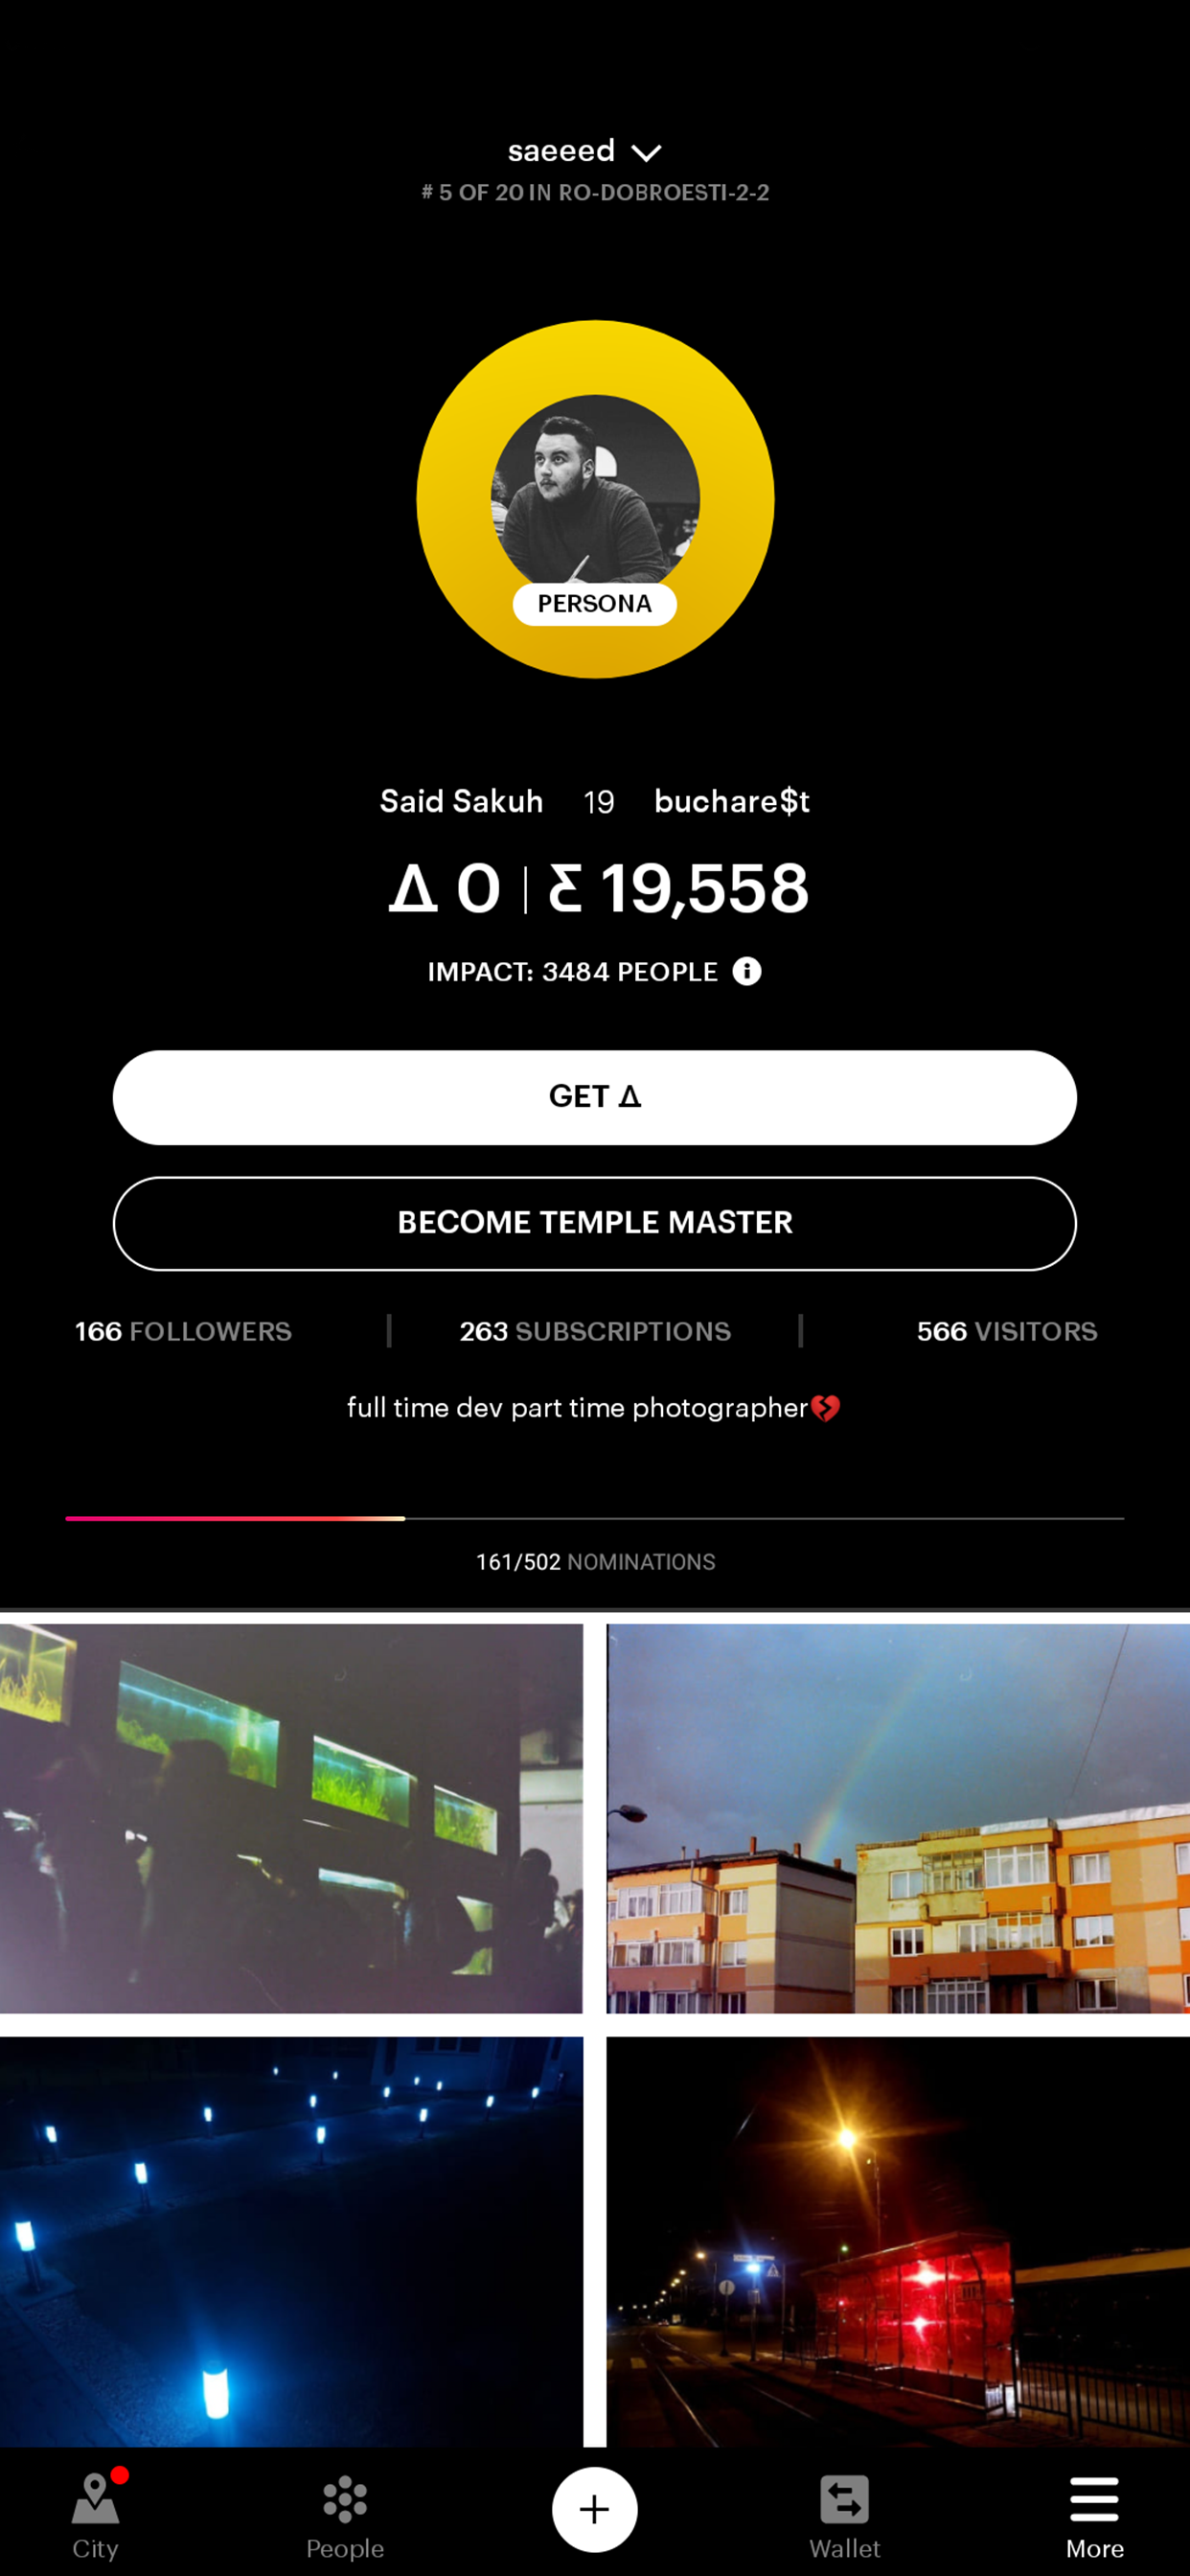 saeeed
# 5 OF 20 IN RO-DOBROESTI-2-2
PERSONA
Said Sakuh 19 buchare$t
Δ 0 | Ƹ 19,558
IMPACT: 3484 PEOPLE
GET Δ
BECOME TEMPLE MASTER
166 FOLLOWERS | 263 SUBSCRIPTIONS | 566 VISITORS
full time dev part time photographer💔
161/502 NOMINATIONS
City People Wallet More